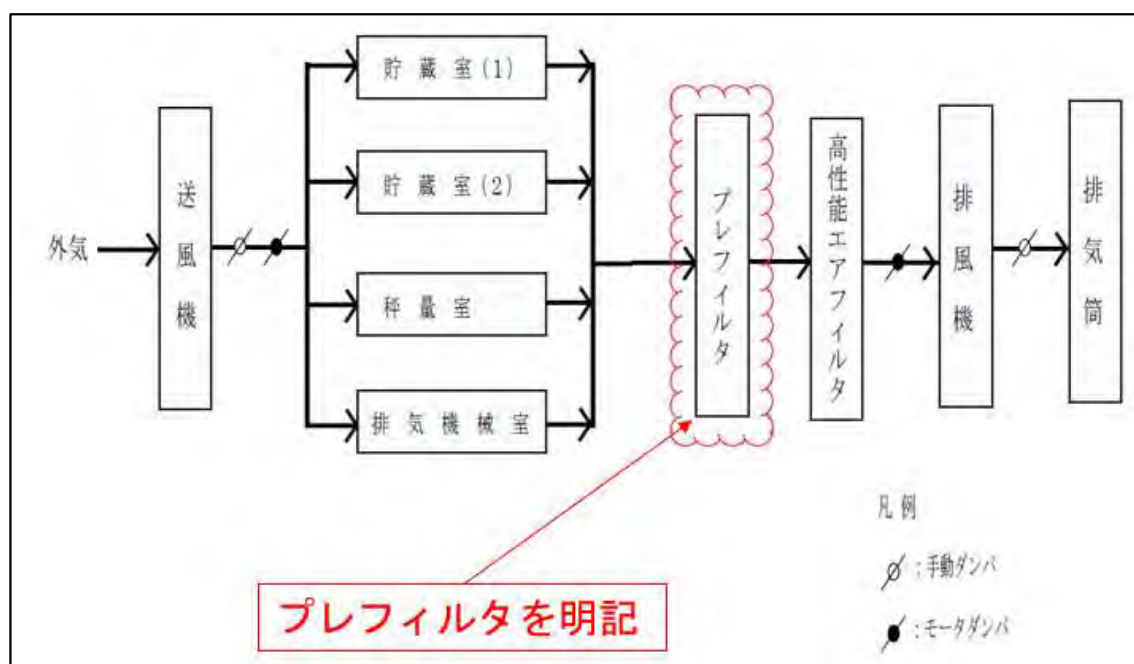 外気
送風機
貯蔵室(1)
貯蔵室(2)
秤量室
排気機械室
プレフィルタ
高性能エアフィルタ
排風機
排気筒
プレフィルタを明記
凡例
:手動ダンパ
:モータダンパ